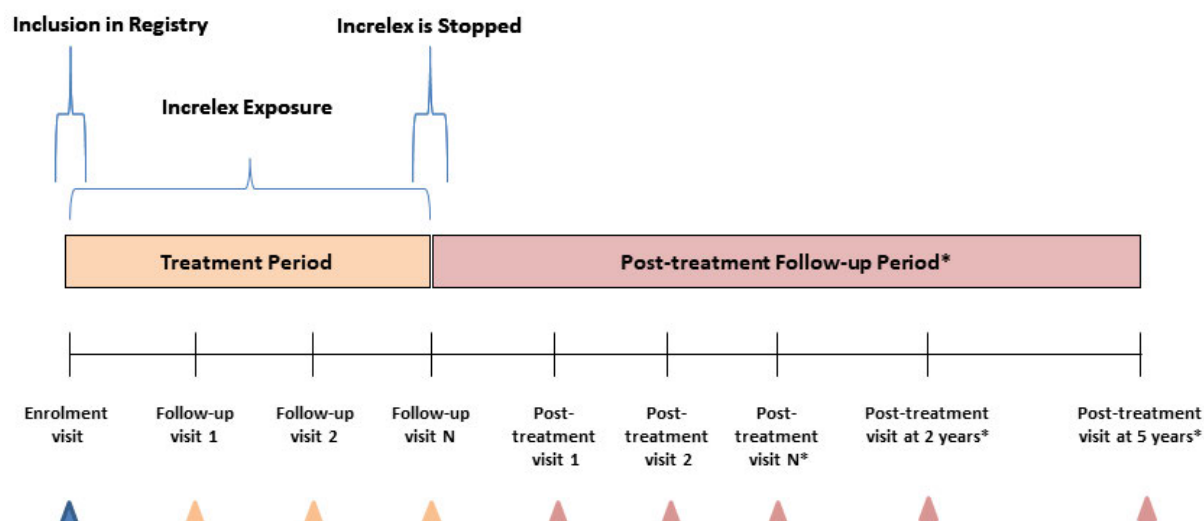 Inclusion in Registry
Increlex is Stopped
Increlex Exposure
Treatment Period
Post-treatment Follow-up Period*
Enrolment
visit
Follow-up
visit 1
Follow-up
visit 2
Follow-up
visit N
Post-
treatment
visit 1
Post-
treatment
visit 2
Post-
treatment
visit N*
Post-treatment
visit at 2 years*
Post-treatment
visit at 5 years*